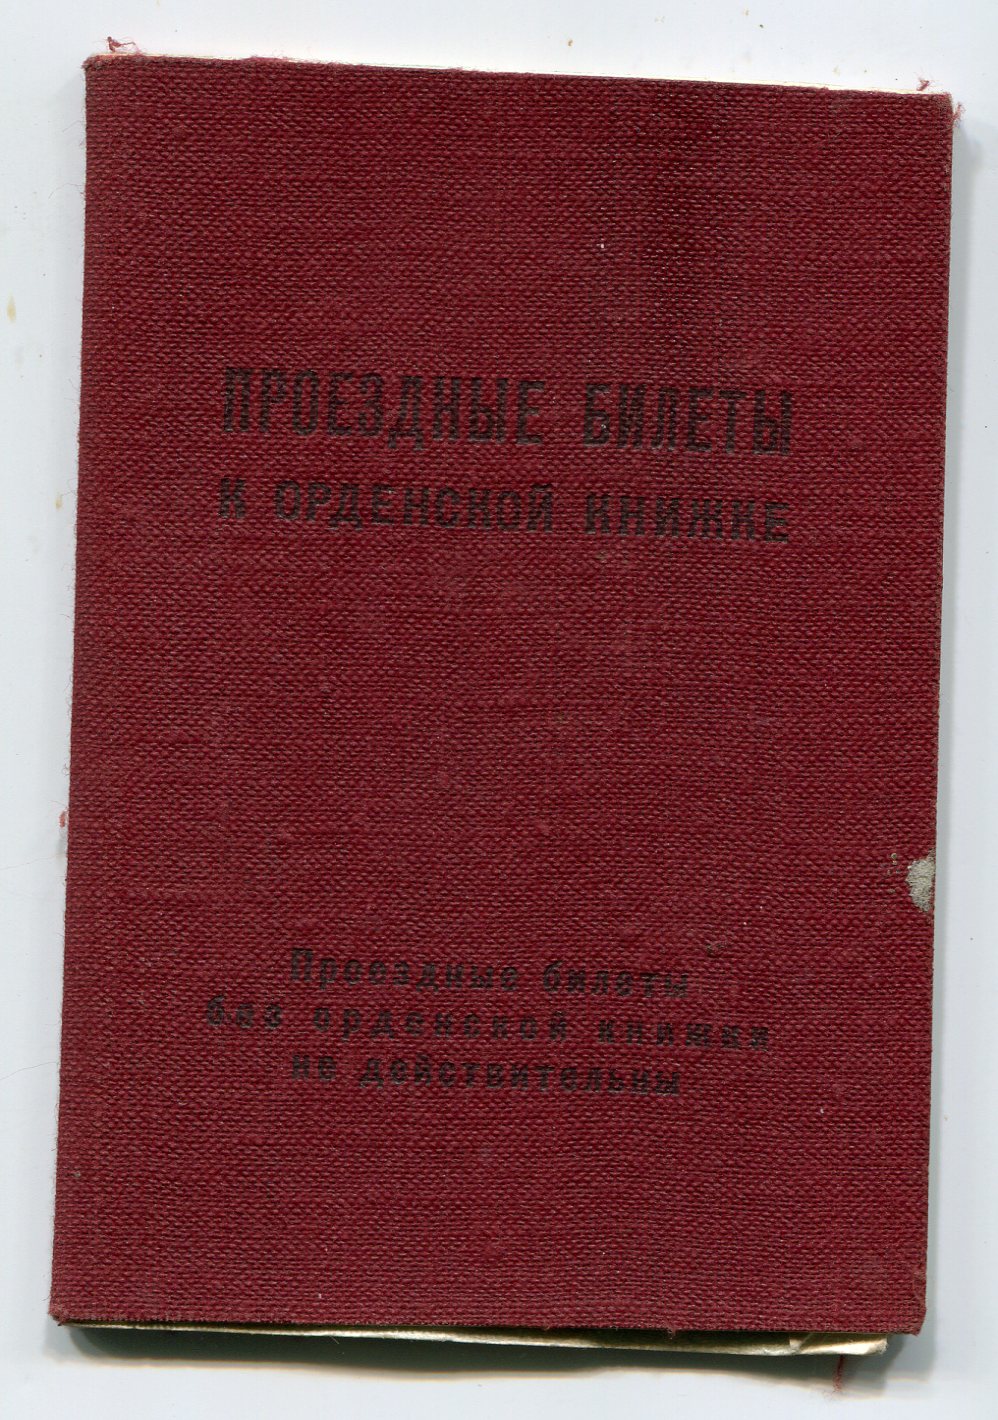 ПРОЕЗДНЫЕ БИЛЕТЫ
К ОРДЕНСКОЙ КНИЖКЕ
Проездные билеты
без орденской книжки
не действительны